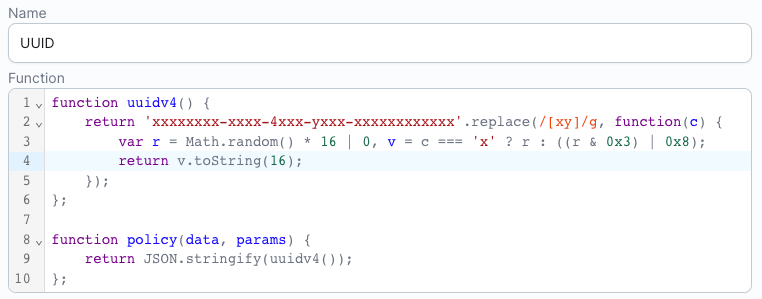 Name
UUID
Function
1 function uuidv4() {
2     return 'xxxxxxxx-xxxx-4xxx-yxxx-xxxxxxxxxxxx'.replace(/[xy]/g, function(c) {
3         var r = Math.random() * 16 | 0, v = c === 'x' ? r : ((r & 0x3) | 0x8);
4         return v.toString(16);
5     });
6 };
7
8 function policy(data, params) {
9     return JSON.stringify(uuidv4());
10 };